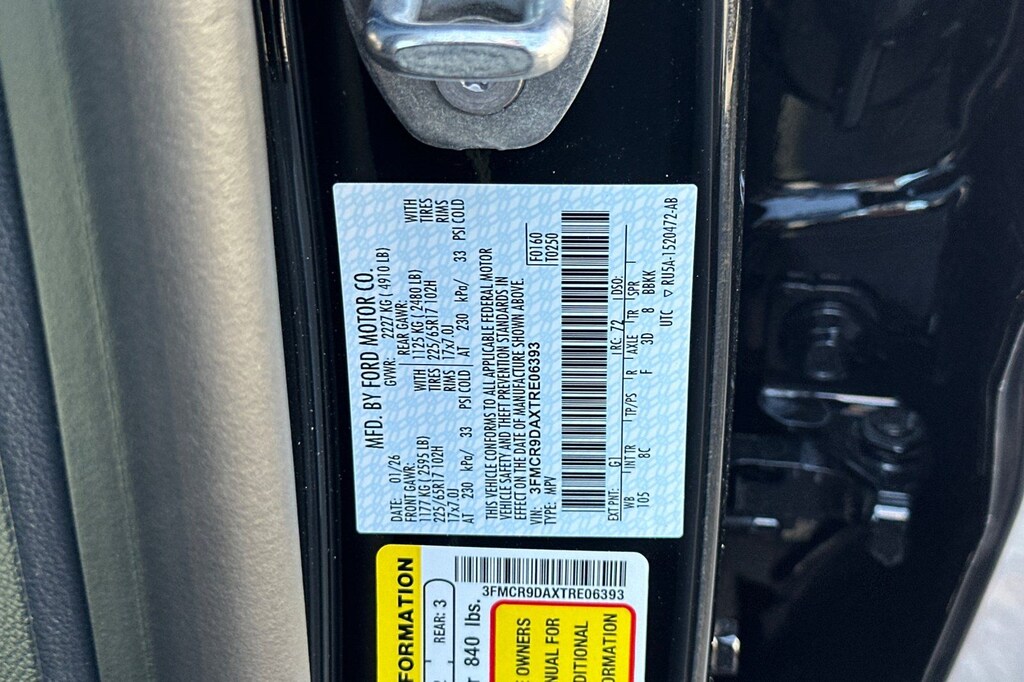 MFD. BY FORD MOTOR CO.
DATE: 01/26 GVWR: 2227 KG ( 4910 LB)
FRONT GAWR: REAR GAWR:
1177 KG ( 2595 LB) WITH 1125 KG ( 2480 LB) WITH
225/65R17 102H TIRES 225/65R17 102H TIRES
17x7.0J RIMS 17x7.0J RIMS
AT 230 kPa/ 33 PSI COLD AT 230 kPa/ 33 PSI COLD
THIS VEHICLE CONFORMS TO ALL APPLICABLE FEDERAL MOTOR
VEHICLE SAFETY AND THEFT PREVENTION STANDARDS IN
EFFECT ON THE DATE OF MANUFACTURE SHOWN ABOVE.
VIN: 3FMCR9DAXTRE06393 F0160
TYPE: MPV T0250
EXT PNT: G1 RC: 72 DSO:
WB INT TR TP/PS R AXLE TR SPR
105 8C F 3D 8 BBKK
UTC ▽ RU5A-1520472-AB
FORMATION
REAR: 3
840 lbs.
3FMCR9DAXTRE06393
OWNERS
FOR